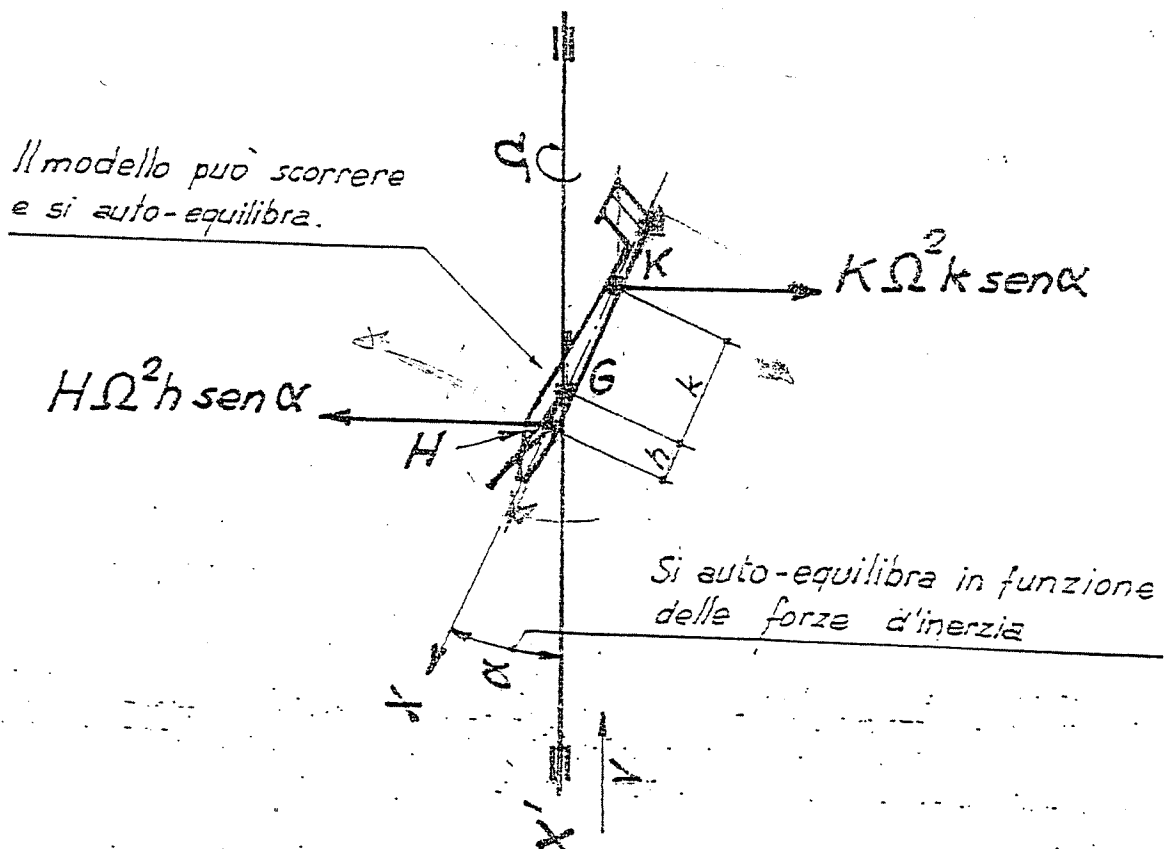 Il modello può scorrere
e si auto-equilibra.
Ω
K
KΩ²k senα
G
k
HΩ²h senα
H
h
Si auto-equilibra in funzione
delle forze d'inerzia
α
X
V
X'